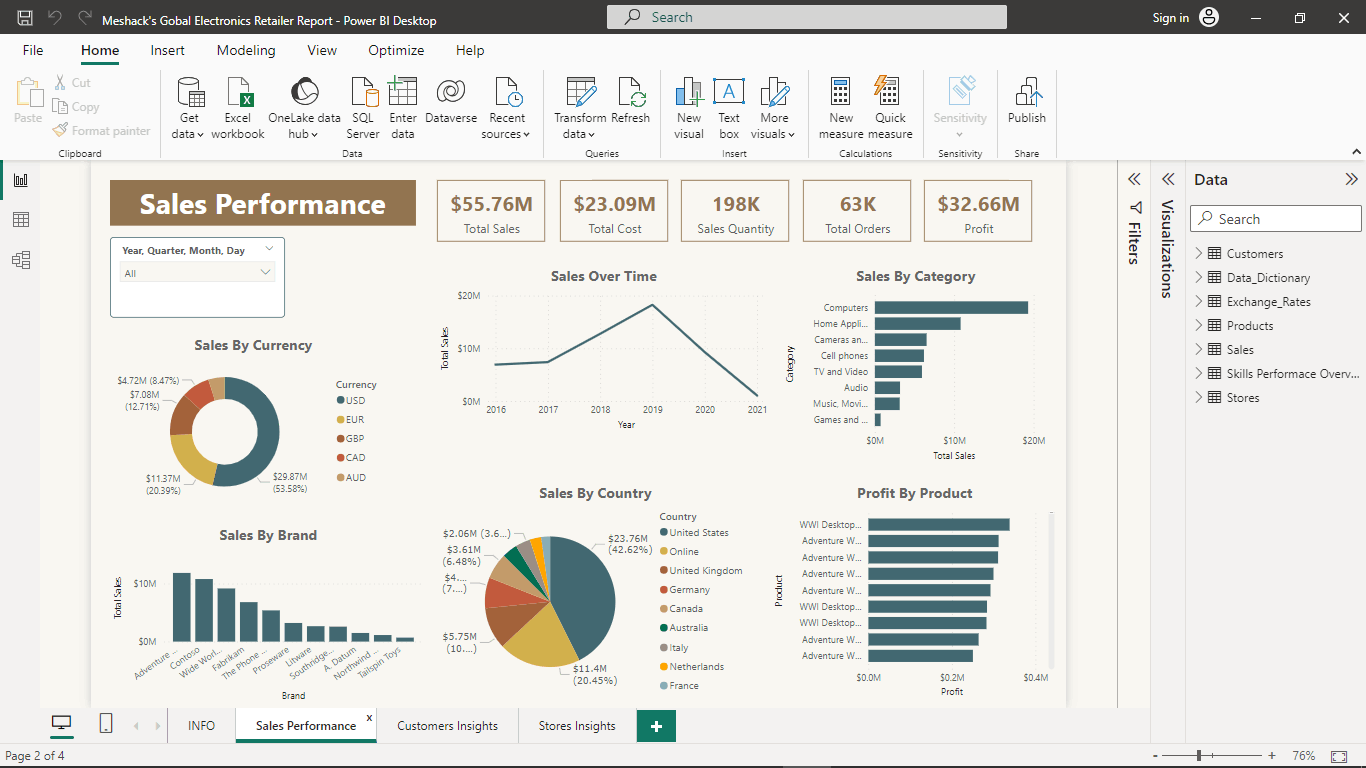 Meshack's Gobal Electronics Retailer Report - Power BI Desktop
Search
Sign in
File
Home
Insert
Modeling
View
Optimize
Help
Paste
Cut
Copy
Format painter
Clipboard
Get
data
Excel
workbook
OneLake data
hub
SQL
Server
Enter
data
Dataverse
Recent
sources
Data
Transform
data
Refresh
Queries
New
visual
Text
box
More
visuals
Insert
New
measure
Quick
measure
Calculations
Sensitivity
Sensitivity
Publish
Share
Sales Performance
$55.76M
Total Sales
$23.09M
Total Cost
198K
Sales Quantity
63K
Total Orders
$32.66M
Profit
Year, Quarter, Month, Day
All
Sales By Currency
$4.72M (8.47%)
$7.08M
(12.71%)
$11.37M
(20.39%)
$29.87M
(53.58%)
Currency
USD
EUR
GBP
CAD
AUD
Sales Over Time
Total Sales
$20M
$10M
$0M
2016
2017
2018
2019
2020
2021
Year
Sales By Category
Category
Computers
Home Appli...
Cameras an...
Cell phones
TV and Video
Audio
Music, Movi...
Games and ...
$0M
$10M
$20M
Total Sales
Sales By Brand
Total Sales
$10M
$0M
Adventure ...
Contoso
Wide Worl...
Fabrikam
The Phone ...
Proseware
Litware
Southridge...
A. Datum
Northwind ...
Tailspin Toys
Brand
Sales By Country
$2.06M (3.6...)
$3.61M
(6.48%)
$4....
(7....)
$5.75M
(10....)
$11.4M
(20.45%)
$23.76M
(42.62%)
Country
United States
Online
United Kingdom
Germany
Canada
Australia
Italy
Netherlands
France
Profit By Product
Product
WWI Desktop...
Adventure W...
Adventure W...
Adventure W...
Adventure W...
WWI Desktop...
WWI Desktop...
Adventure W...
Adventure W...
$0.0M
$0.2M
$0.4M
Profit
Filters
Visualizations
Data
Search
Customers
Data_Dictionary
Exchange_Rates
Products
Sales
Skills Performace Overv...
Stores
INFO
Sales Performance
x
Customers Insights
Stores Insights
+
Page 2 of 4
-
+
76%